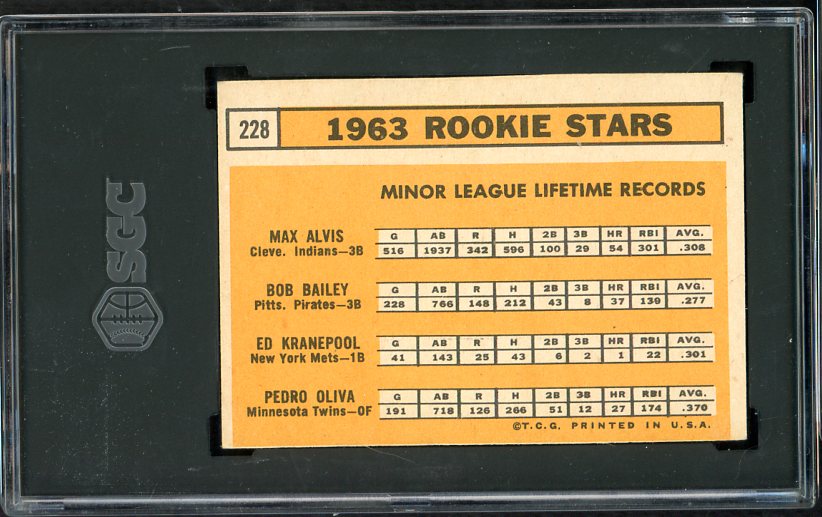 SGC
228 1963 ROOKIE STARS
MINOR LEAGUE LIFETIME RECORDS
MAX ALVIS G AB R H 2B 3B HR RBI AVG.
Cleve. Indians—3B 516 1937 342 596 100 29 54 301 .308
BOB BAILEY G AB R H 2B 3B HR RBI AVG.
Pitts. Pirates—3B 228 766 148 212 43 8 37 139 .277
ED KRANEPOOL G AB R H 2B 3B HR RBI AVG.
New York Mets—1B 41 143 25 43 6 2 1 22 .301
PEDRO OLIVA G AB R H 2B 3B HR RBI AVG.
Minnesota Twins—OF 191 718 126 266 51 12 27 174 .370
©T.C.G. PRINTED IN U.S.A.